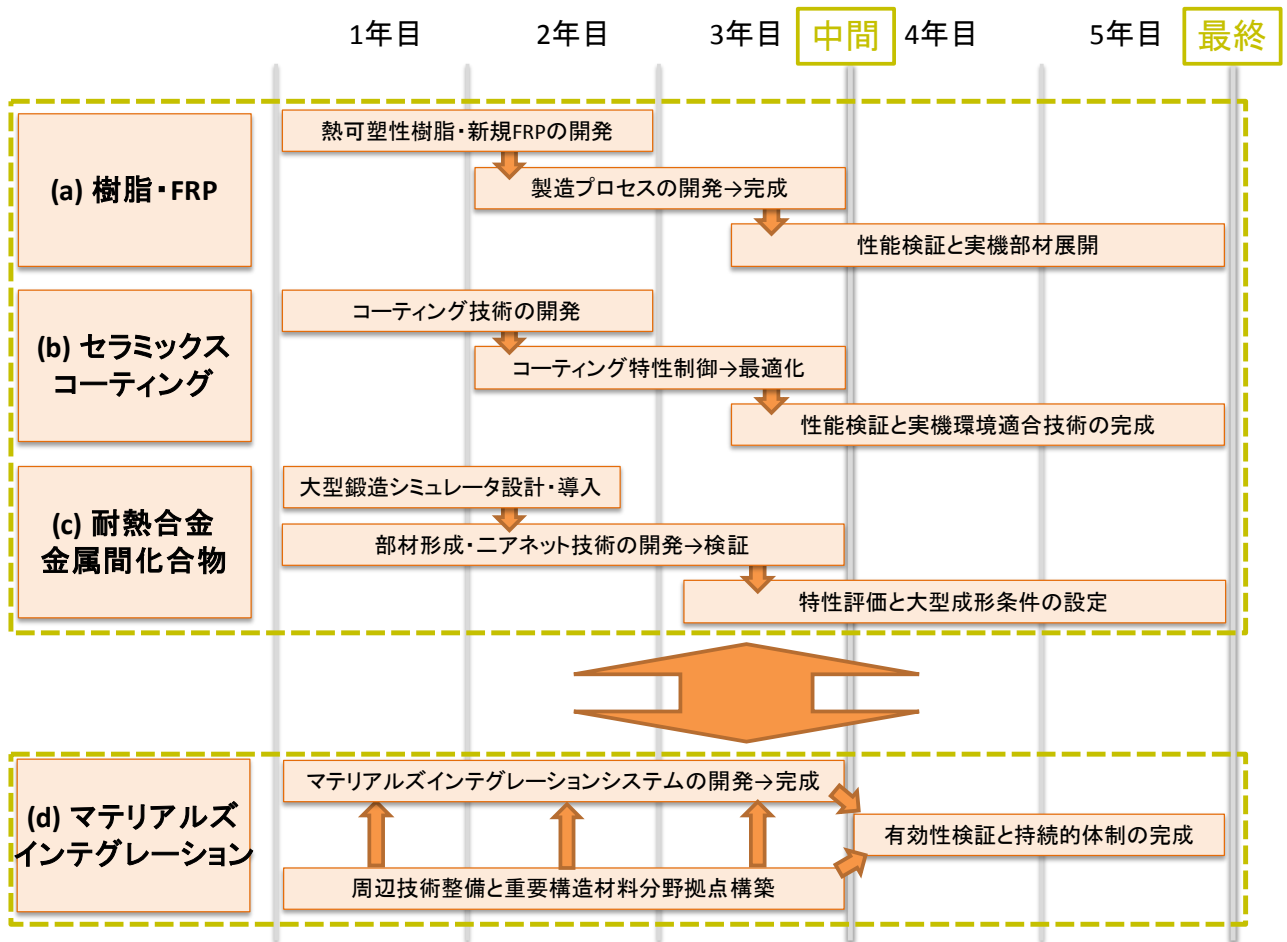 1年目
2年目
3年目
中間
4年目
5年目
最終
(a) 樹脂・FRP
熱可塑性樹脂・新規FRPの開発
製造プロセスの開発→完成
性能検証と実機部材展開
(b) セラミックス
コーティング
コーティング技術の開発
コーティング特性制御→最適化
性能検証と実機環境適合技術の完成
(c) 耐熱合金
金属間化合物
大型鍛造シミュレータ設計・導入
部材形成・ニアネット技術の開発→検証
特性評価と大型成形条件の設定
(d) マテリアルズ
インテグレーション
マテリアルズインテグレーションシステムの開発→完成
有効性検証と持続的体制の完成
周辺技術整備と重要構造材料分野拠点構築